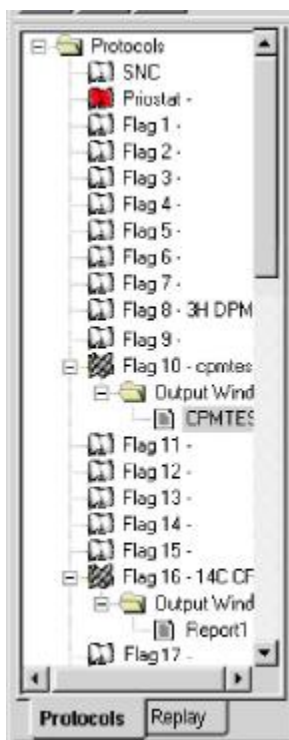 Protocols
SNC
Priostat -
Flag 1 -
Flag 2 -
Flag 3 -
Flag 4 -
Flag 5 -
Flag 6 -
Flag 7 -
Flag 8 - 3H DPM
Flag 9 -
Flag 10 - cpmtes
Output Wind
CPMTES
Flag 11 -
Flag 12 -
Flag 13 -
Flag 14 -
Flag 15 -
Flag 16 - 14C CF
Output Wind
Report1
Flag 17 -
Protocols Replay